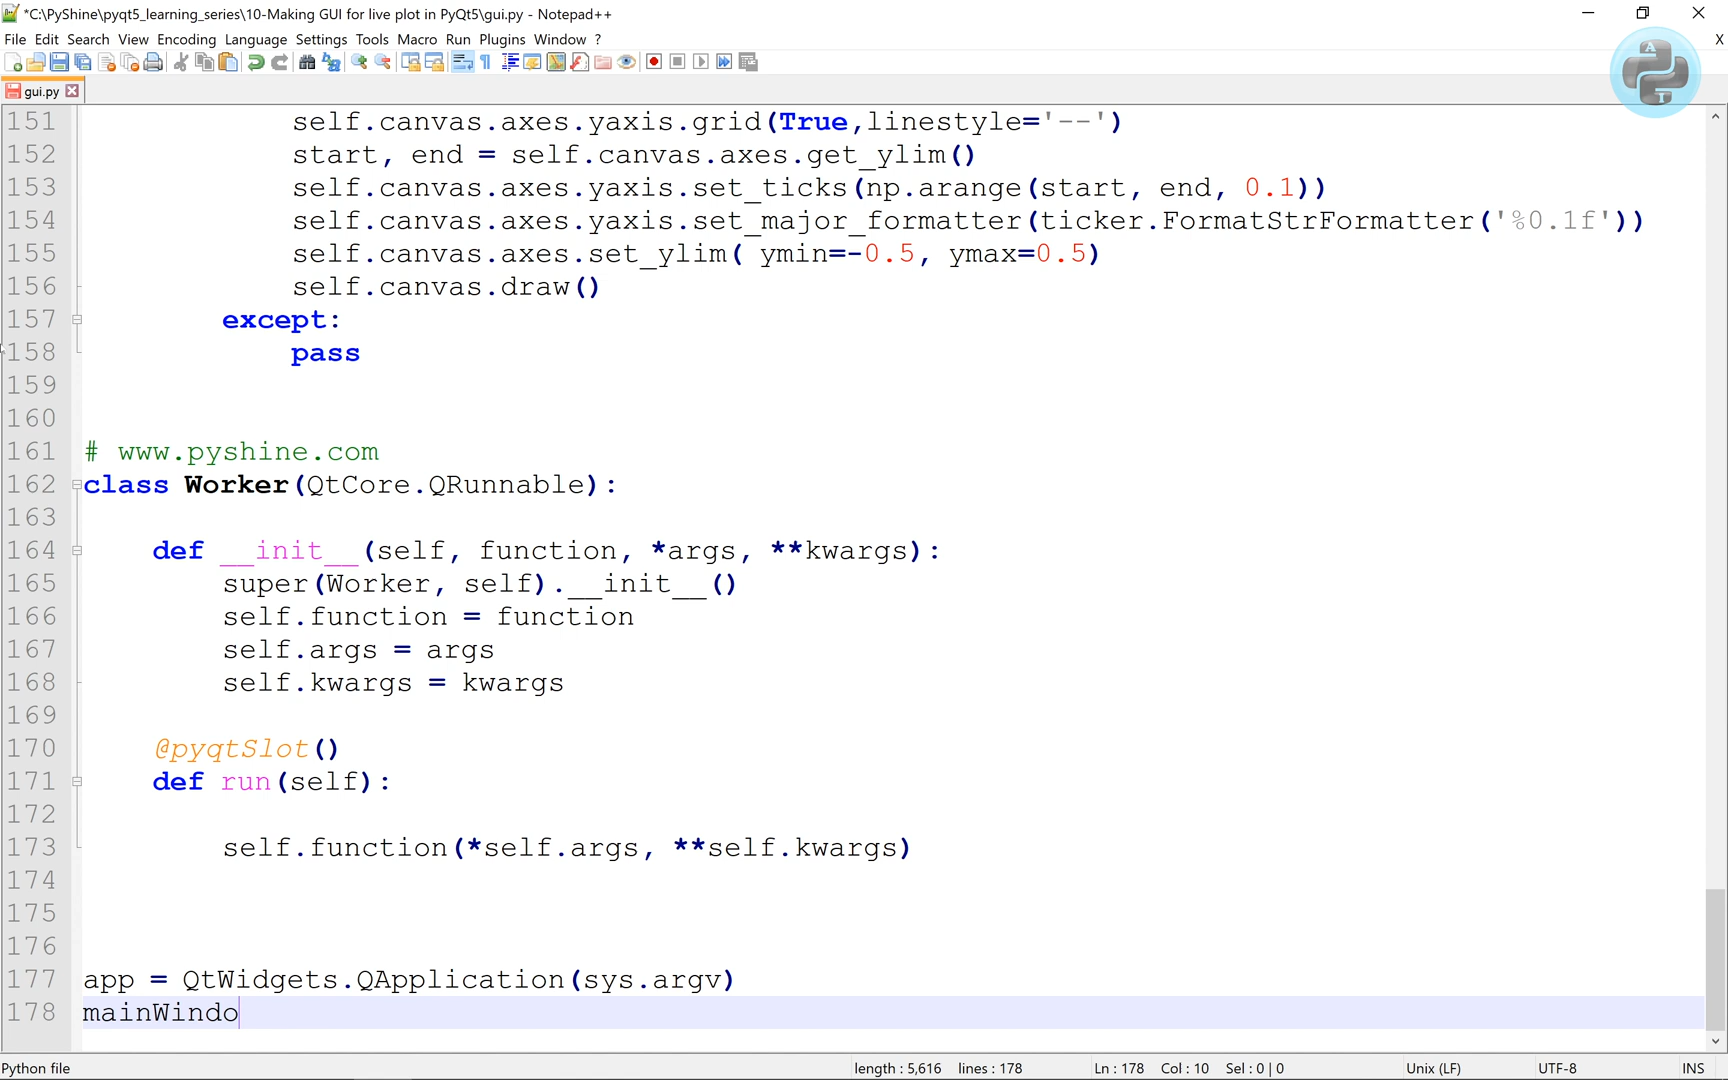 *C:\PyShine\pyqt5_learning_series\10-Making GUI for live plot in PyQt5\gui.py - Notepad++
File Edit Search View Encoding Language Settings Tools Macro Run Plugins Window ? X
gui.py
151 self.canvas.axes.yaxis.grid(True,linestyle='--')
152 start, end = self.canvas.axes.get_ylim()
153 self.canvas.axes.yaxis.set_ticks(np.arange(start, end, 0.1))
154 self.canvas.axes.yaxis.set_major_formatter(ticker.FormatStrFormatter('%0.1f'))
155 self.canvas.axes.set_ylim( ymin=-0.5, ymax=0.5)
156 self.canvas.draw()
157 except:
158 pass
159
160
161 # www.pyshine.com
162 class Worker(QtCore.QRunnable):
163
164 def __init__(self, function, *args, **kwargs):
165 super(Worker, self).__init__()
166 self.function = function
167 self.args = args
168 self.kwargs = kwargs
169
170 @pyqtSlot()
171 def run(self):
172
173 self.function(*self.args, **self.kwargs)
174
175
176
177 app = QtWidgets.QApplication(sys.argv)
178 mainWindo
Python file length : 5,616 lines : 178 Ln : 178 Col : 10 Sel : 0 | 0 Unix (LF) UTF-8 INS